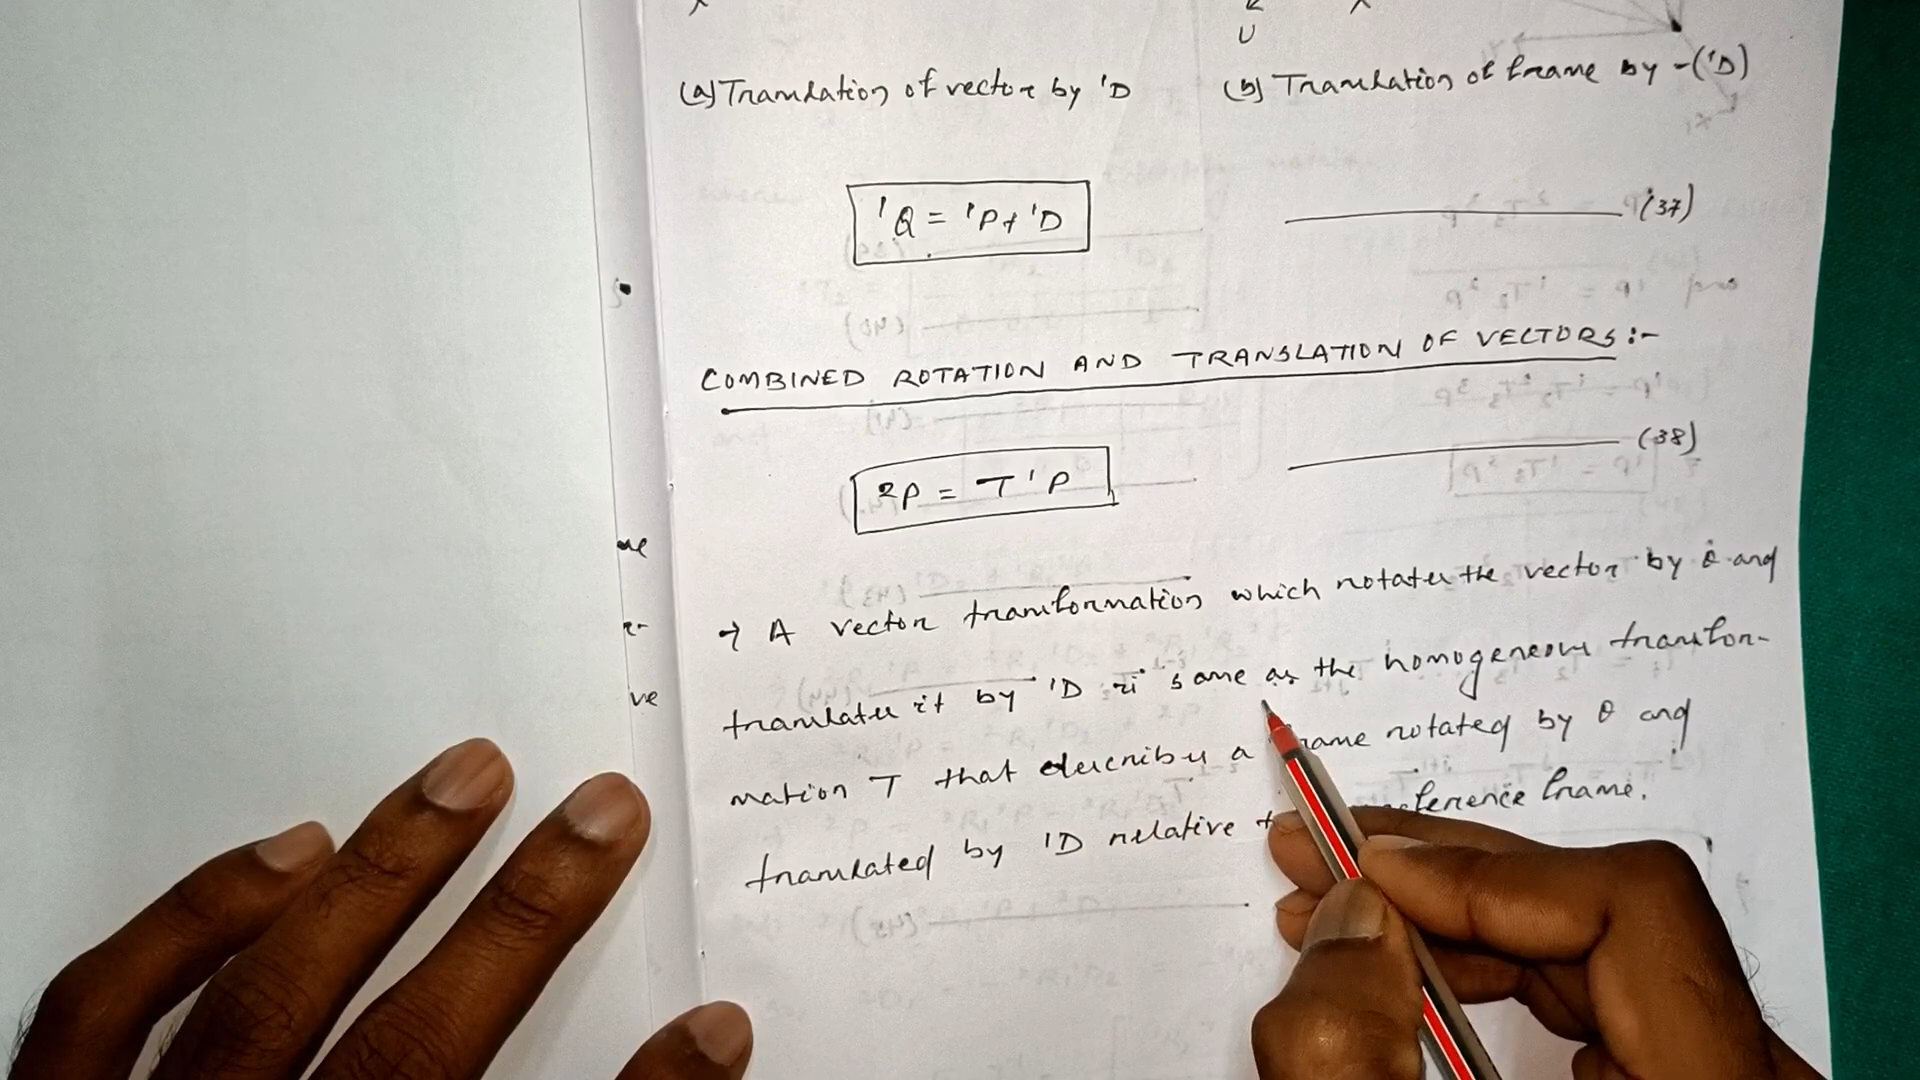 U
(a) Translation of vector by ¹D
(b) Translation of frame by -(¹D)
¹Q = ¹P + ¹D
(37)
COMBINED ROTATION AND TRANSLATION OF VECTORS:-
²P = T ¹P
(38)
→ A vector transformation which rotates the vector by θ and
translates it by ¹D is same as the homogeneous transfor-
mation T that describes a frame rotated by θ and
translated by ¹D relative reference frame.
ve